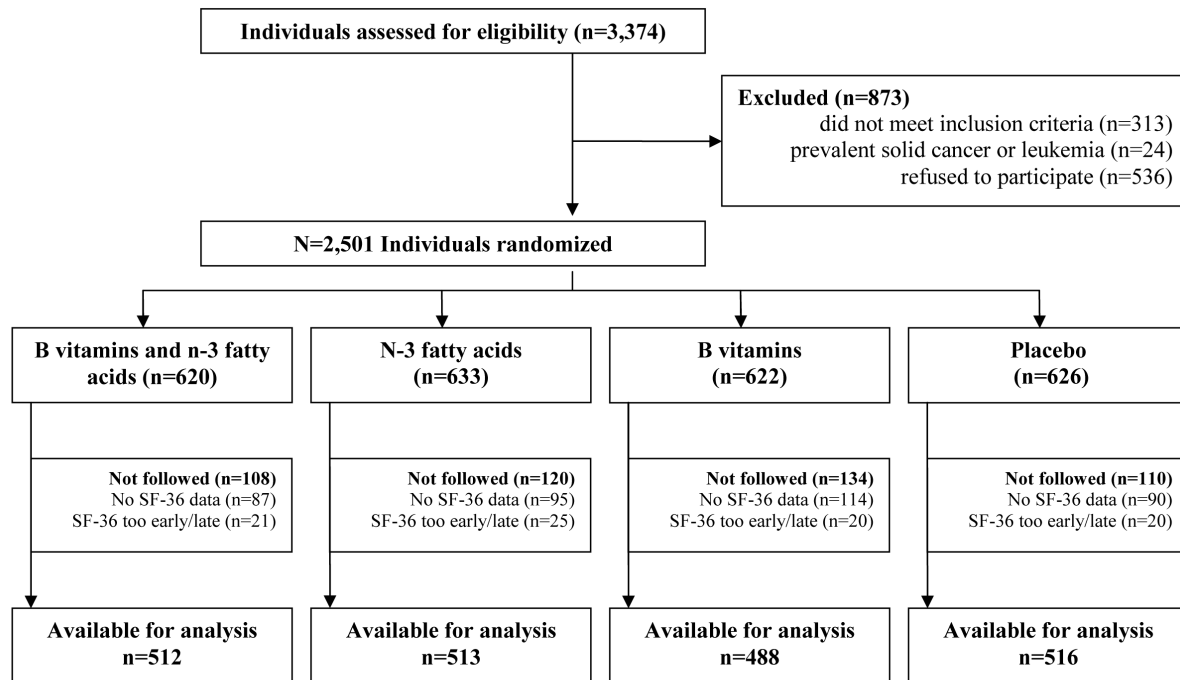 Individuals assessed for eligibility (n=3,374)
Excluded (n=873)
did not meet inclusion criteria (n=313)
prevalent solid cancer or leukemia (n=24)
refused to participate (n=536)
N=2,501 Individuals randomized
B vitamins and n-3 fatty
acids (n=620)
N-3 fatty acids
(n=633)
B vitamins
(n=622)
Placebo
(n=626)
Not followed (n=108)
No SF-36 data (n=87)
SF-36 too early/late (n=21)
Not followed (n=120)
No SF-36 data (n=95)
SF-36 too early/late (n=25)
Not followed (n=134)
No SF-36 data (n=114)
SF-36 too early/late (n=20)
Not followed (n=110)
No SF-36 data (n=90)
SF-36 too early/late (n=20)
Available for analysis
n=512
Available for analysis
n=513
Available for analysis
n=488
Available for analysis
n=516